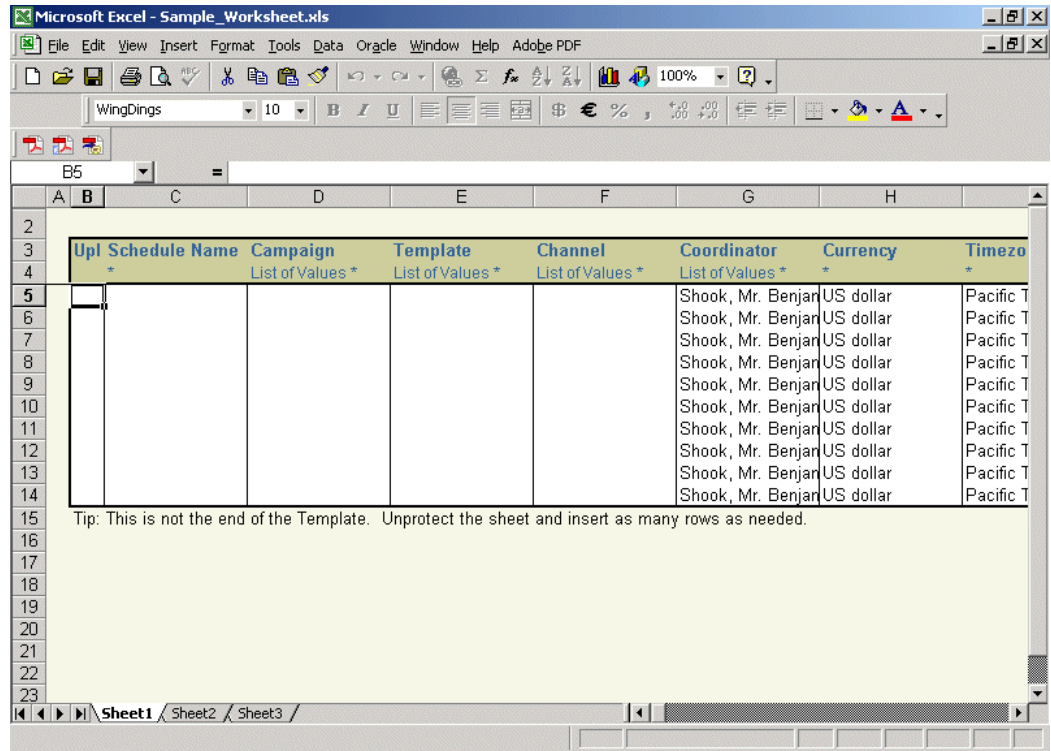 Microsoft Excel - Sample_Worksheet.xls
File Edit View Insert Format Tools Data Oracle Window Help Adobe PDF
ABC Σ fx 100% ?
WingDings 10 B I U $ € % , A
B5 =
A B C D E F G H
2
3 Upl Schedule Name Campaign Template Channel Coordinator Currency Timezo
4 * List of Values * List of Values * List of Values * List of Values * * *
5 Shook, Mr. Benjan US dollar Pacific T
6 Shook, Mr. Benjan US dollar Pacific T
7 Shook, Mr. Benjan US dollar Pacific T
8 Shook, Mr. Benjan US dollar Pacific T
9 Shook, Mr. Benjan US dollar Pacific T
10 Shook, Mr. Benjan US dollar Pacific T
11 Shook, Mr. Benjan US dollar Pacific T
12 Shook, Mr. Benjan US dollar Pacific T
13 Shook, Mr. Benjan US dollar Pacific T
14 Shook, Mr. Benjan US dollar Pacific T
15 Tip: This is not the end of the Template. Unprotect the sheet and insert as many rows as needed.
16
17
18
19
20
21
22
23
Sheet1 Sheet2 Sheet3